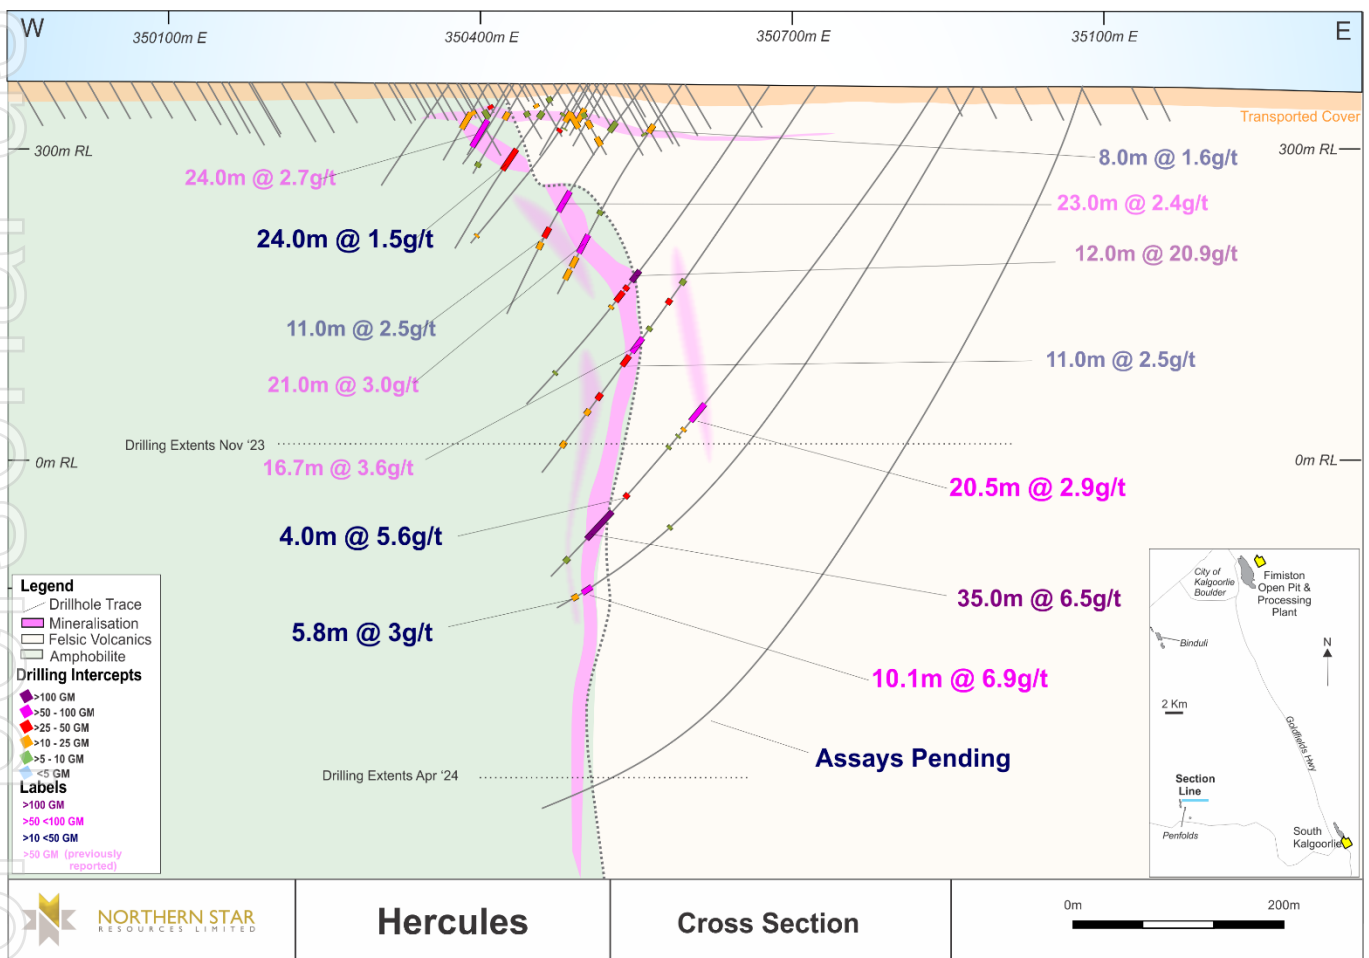 W
350100m E
350400m E
350700m E
35100m E
E
Transported Cover
300m RL
300m RL
8.0m @ 1.6g/t
24.0m @ 2.7g/t
23.0m @ 2.4g/t
24.0m @ 1.5g/t
12.0m @ 20.9g/t
11.0m @ 2.5g/t
11.0m @ 2.5g/t
21.0m @ 3.0g/t
Drilling Extents Nov '23
16.7m @ 3.6g/t
0m RL
0m RL
20.5m @ 2.9g/t
4.0m @ 5.6g/t
35.0m @ 6.5g/t
5.8m @ 3g/t
10.1m @ 6.9g/t
Assays Pending
Drilling Extents Apr '24
Legend
Drillhole Trace
Mineralisation
Felsic Volcanics
Amphobilite
Drilling Intercepts
>100 GM
>50 - 100 GM
>25 - 50 GM
>10 - 25 GM
>5 - 10 GM
<5 GM
Labels
>100 GM
>50 <100 GM
>10 <50 GM
>50 GM (previously
reported)
City of
Kalgoorlie
Boulder
Fimiston
Open Pit &
Processing
Plant
Binduli
N
2 Km
Goldfields Hwy
Section
Line
Penfolds
South
Kalgoorlie
NORTHERN STAR
RESOURCES LIMITED
Hercules
Cross Section
0m
200m